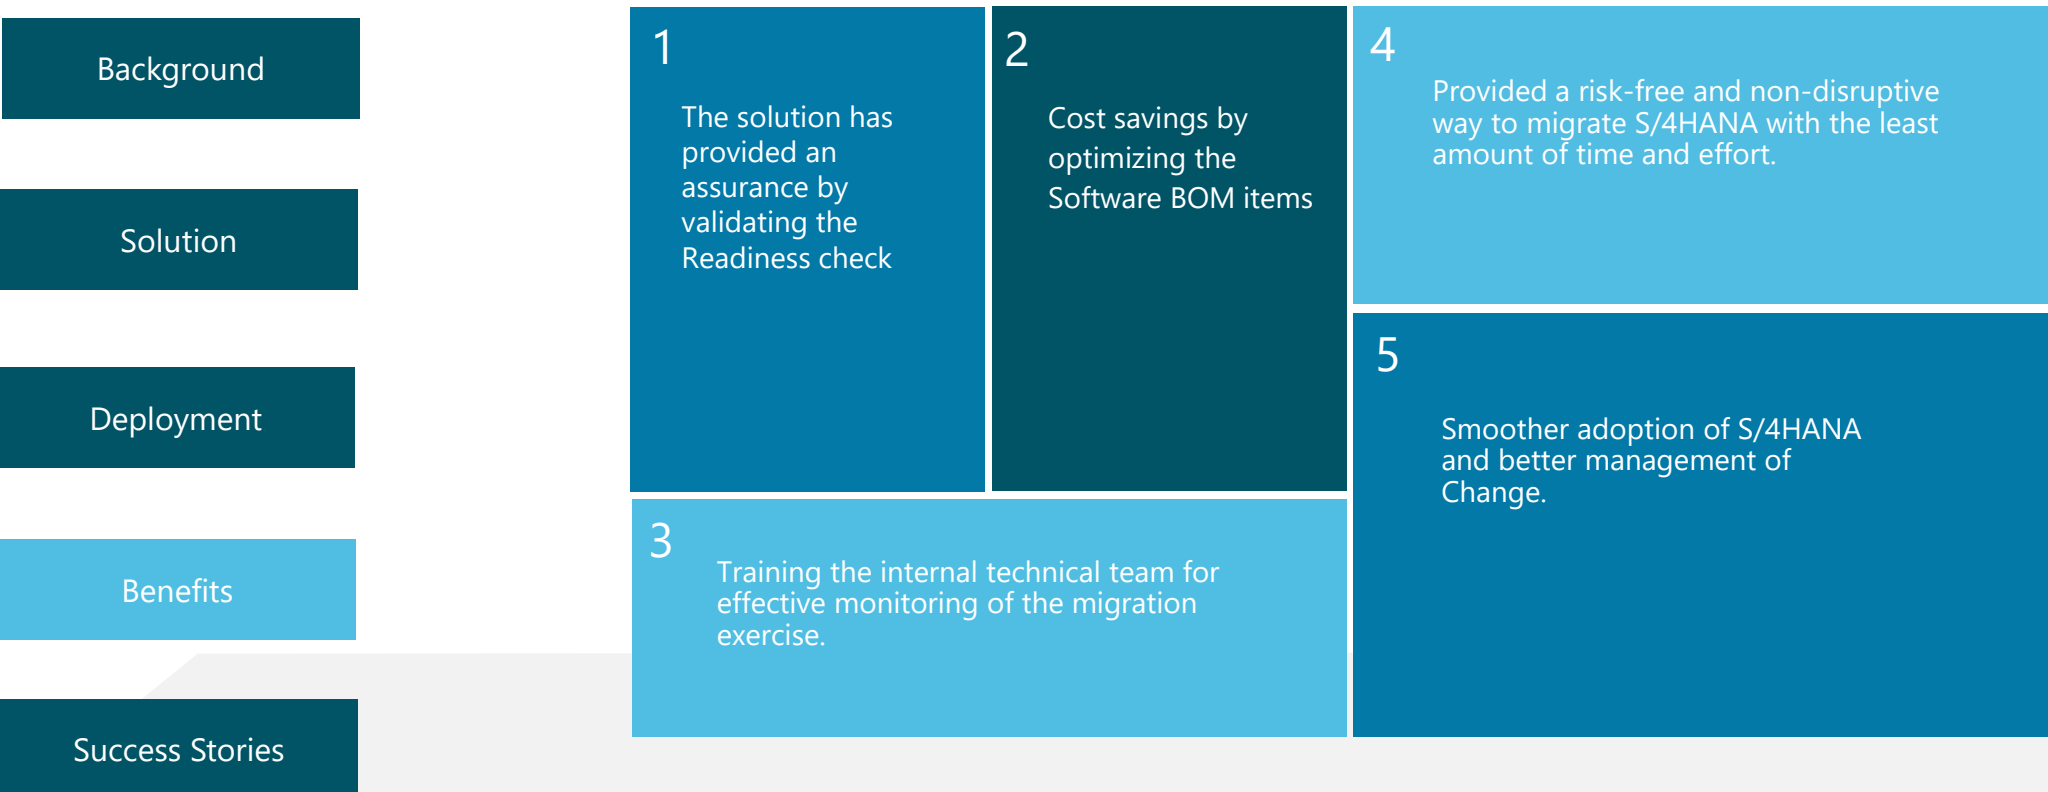 Background
Solution
Deployment
Benefits
Success Stories
1
The solution has
provided an
assurance by
validating the
Readiness check
2
Cost savings by
optimizing the
Software BOM items
3
Training the internal technical team for
effective monitoring of the migration
exercise.
4
Provided a risk-free and non-disruptive
way to migrate S/4HANA with the least
amount of time and effort.
5
Smoother adoption of S/4HANA
and better management of
Change.